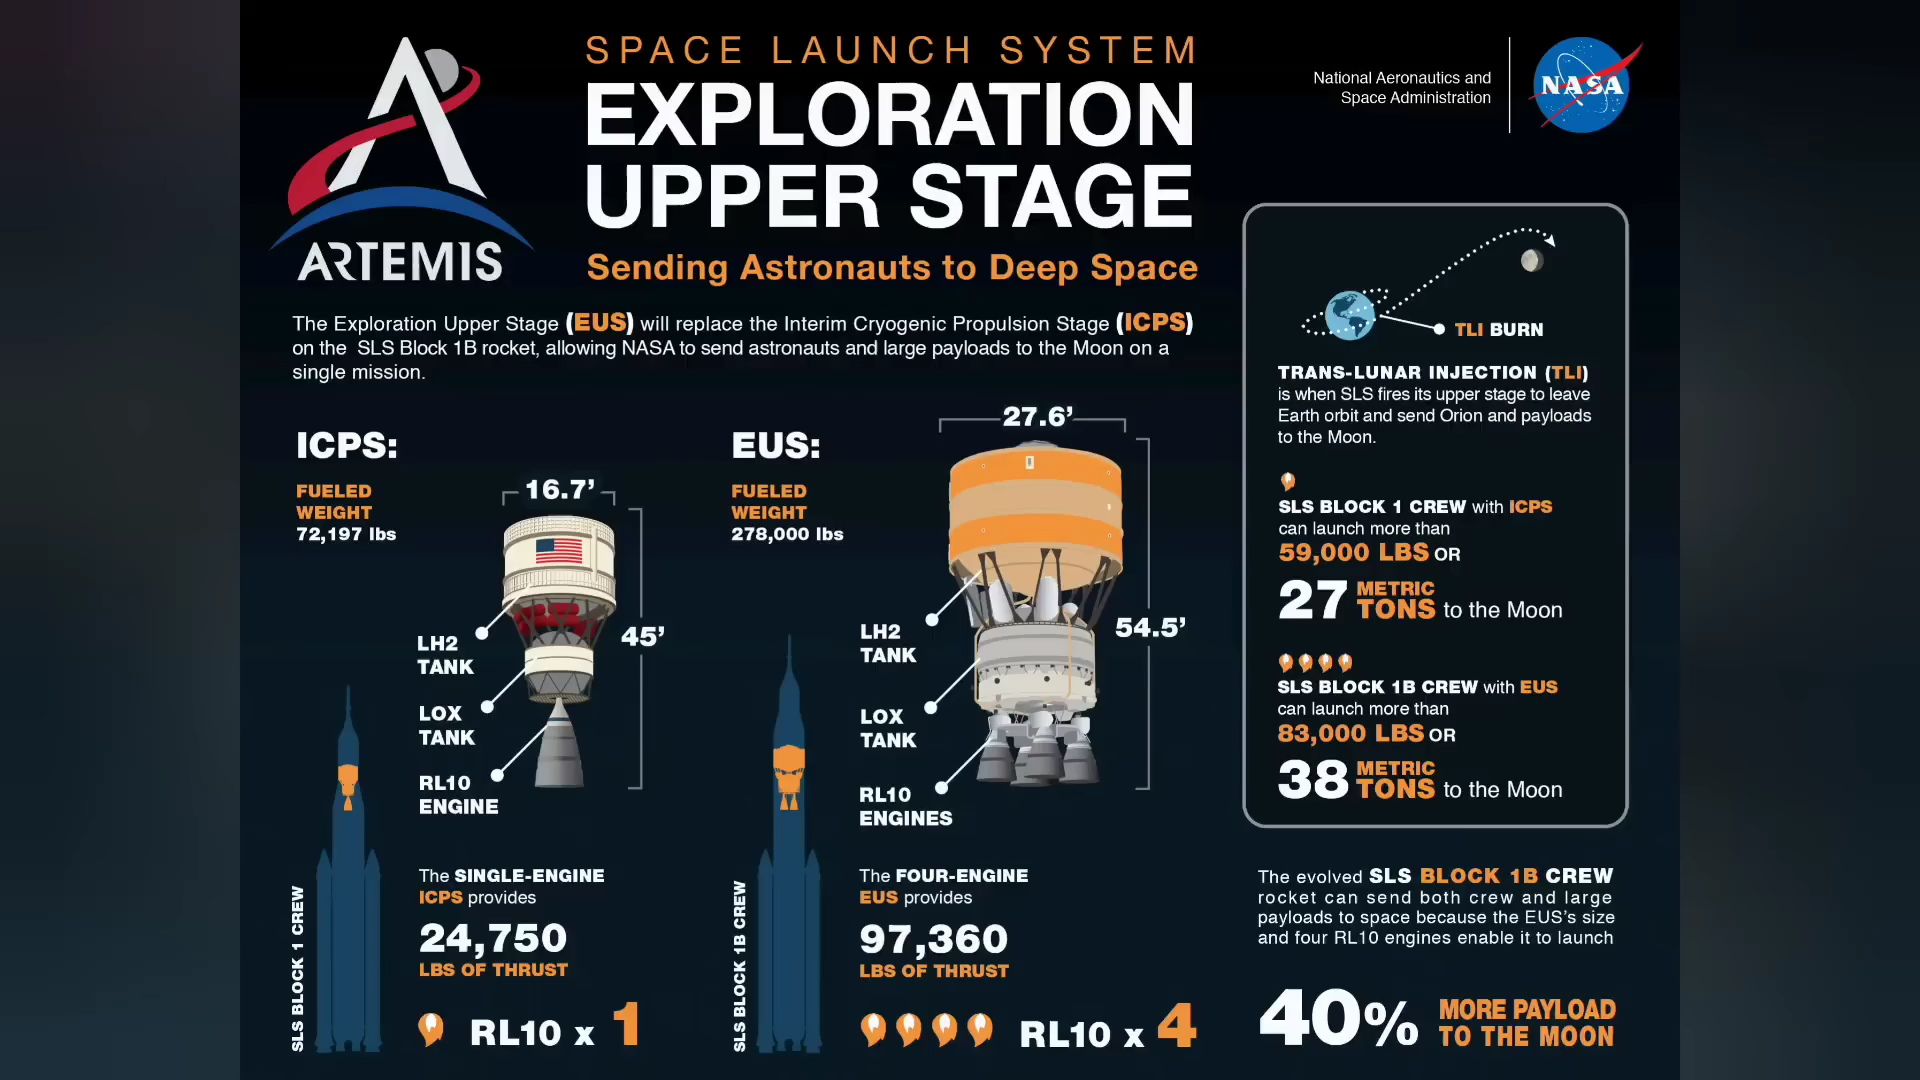 SPACE LAUNCH SYSTEM
EXPLORATION
UPPER STAGE
Sending Astronauts to Deep Space
ARTEMIS
National Aeronautics and
Space Administration
NASA
The Exploration Upper Stage (EUS) will replace the Interim Cryogenic Propulsion Stage (ICPS)
on the SLS Block 1B rocket, allowing NASA to send astronauts and large payloads to the Moon on a
single mission.
ICPS:
FUELED
WEIGHT
72,197 lbs
16.7’
45’
LH2
TANK
LOX
TANK
RL10
ENGINE
SLS BLOCK 1 CREW
The SINGLE-ENGINE
ICPS provides
24,750
LBS OF THRUST
RL10 x 1
EUS:
FUELED
WEIGHT
278,000 lbs
27.6’
54.5’
LH2
TANK
LOX
TANK
RL10
ENGINES
SLS BLOCK 1B CREW
The FOUR-ENGINE
EUS provides
97,360
LBS OF THRUST
RL10 x 4
TLI BURN
TRANS-LUNAR INJECTION (TLI)
is when SLS fires its upper stage to leave
Earth orbit and send Orion and payloads
to the Moon.
SLS BLOCK 1 CREW with ICPS
can launch more than
59,000 LBS OR
27 METRIC TONS to the Moon
SLS BLOCK 1B CREW with EUS
can launch more than
83,000 LBS OR
38 METRIC TONS to the Moon
The evolved SLS BLOCK 1B CREW
rocket can send both crew and large
payloads to space because the EUS’s size
and four RL10 engines enable it to launch
40% MORE PAYLOAD
TO THE MOON